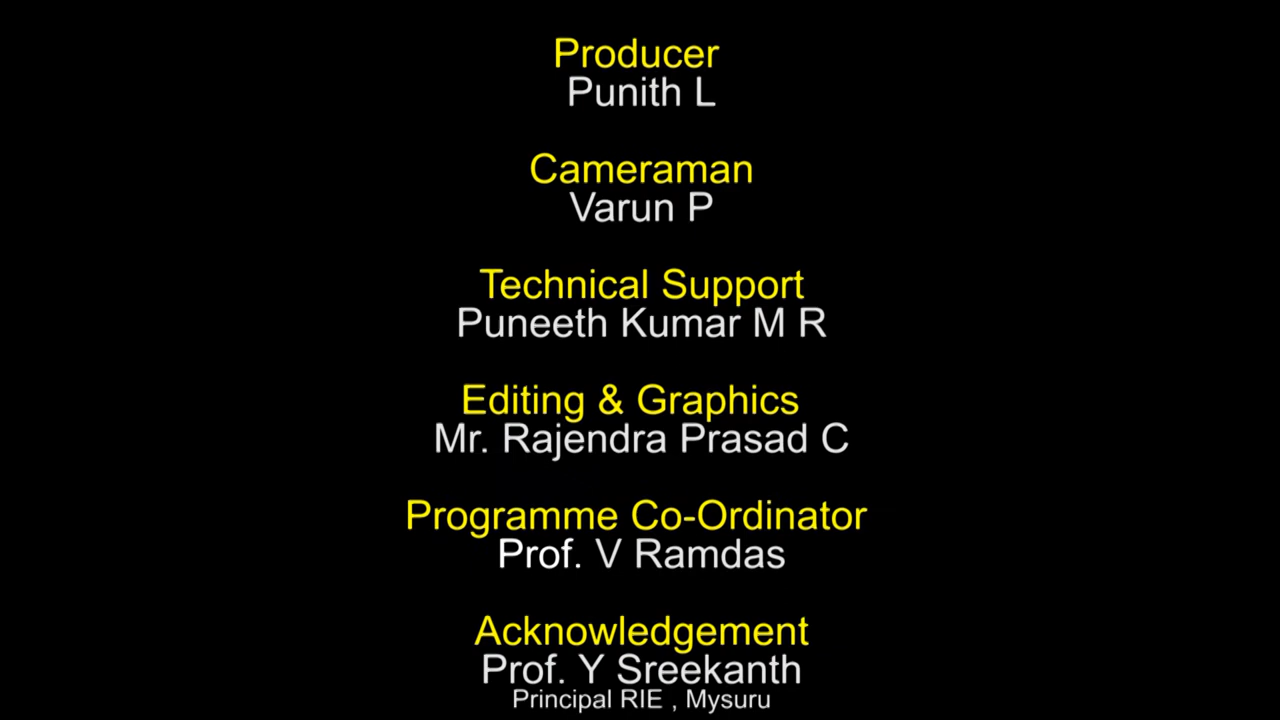 Producer
Punith L
Cameraman
Varun P
Technical Support
Puneeth Kumar M R
Editing & Graphics
Mr. Rajendra Prasad C
Programme Co-Ordinator
Prof. V Ramdas
Acknowledgement
Prof. Y Sreekanth
Principal RIE , Mysuru